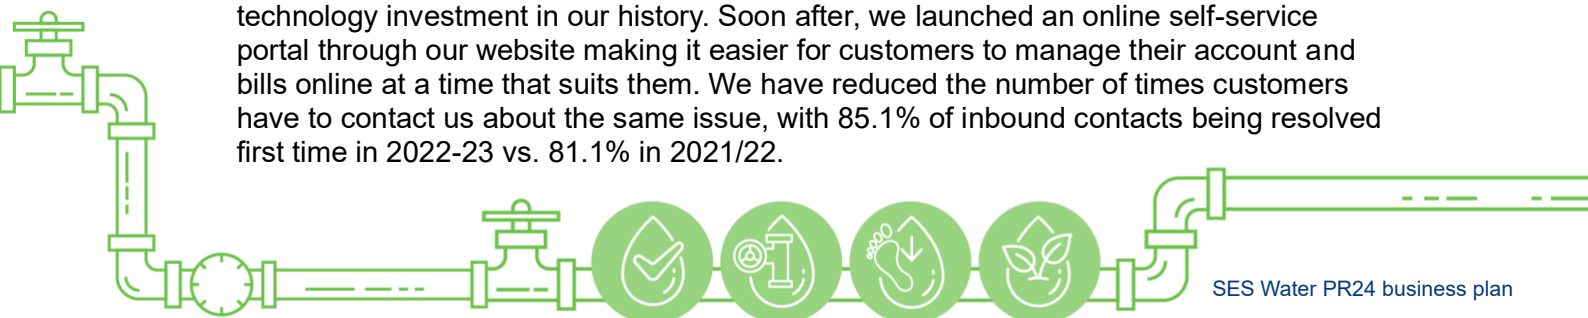 technology investment in our history. Soon after, we launched an online self-service
portal through our website making it easier for customers to manage their account and
bills online at a time that suits them. We have reduced the number of times customers
have to contact us about the same issue, with 85.1% of inbound contacts being resolved
first time in 2022-23 vs. 81.1% in 2021/22.
SES Water PR24 business plan